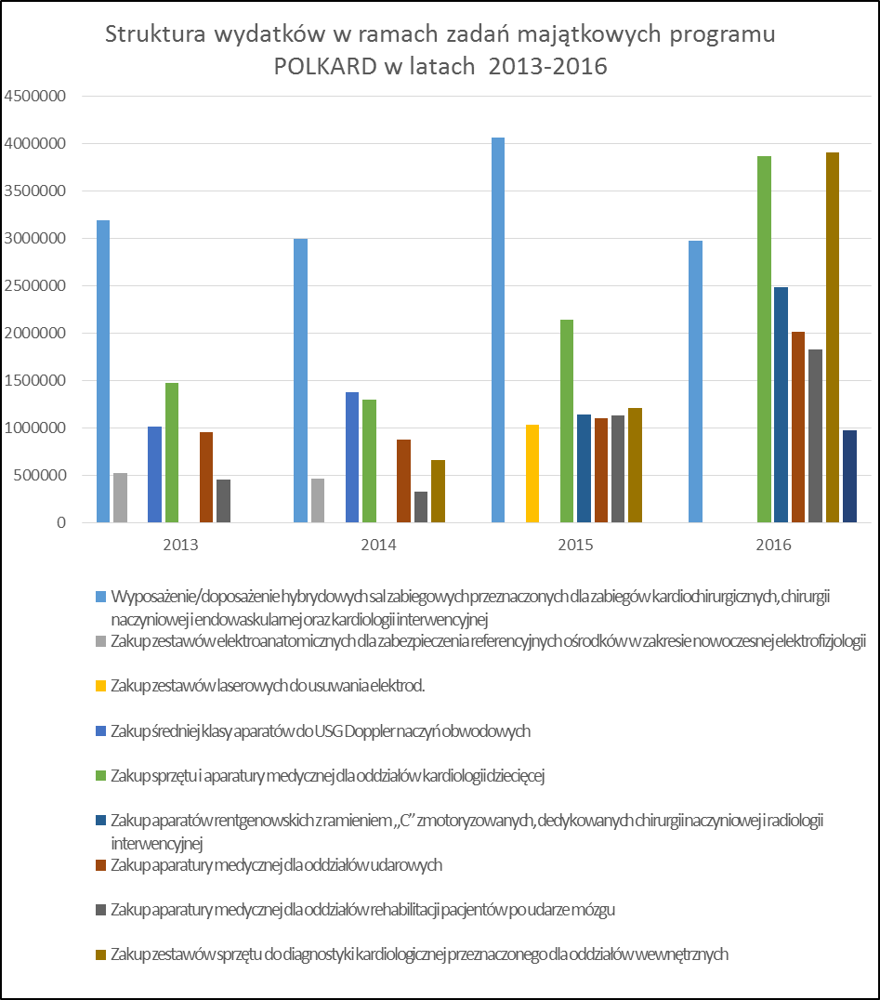 Struktura wydatków w ramach zadań majątkowych programu
POLKARD w latach 2013-2016
4500000
4000000
3500000
3000000
2500000
2000000
1500000
1000000
500000
0
2013 2014 2015 2016
Wyposażenie/doposażenie hybrydowych sal zabiegowych przeznaczonych dla zabiegów kardiochirurgicznych, chirurgii
naczyniowej i endowaskularnej oraz kardiologii interwencyjnej
Zakup zestawów elektroanatomicznych dla zabezpieczenia referencyjnych ośrodków w zakresie nowoczesnej elektrofizjologii
Zakup zestawów laserowych do usuwania elektrod.
Zakup średniej klasy aparatów do USG Doppler naczyń obwodowych
Zakup sprzętu i aparatury medycznej dla oddziałów kardiologii dziecięcej
Zakup aparatów rentgenowskich z ramieniem „C” zmotoryzowanych, dedykowanych chirurgii naczyniowej i radiologii
interwencyjnej
Zakup aparatury medycznej dla oddziałów udarowych
Zakup aparatury medycznej dla oddziałów rehabilitacji pacjentów po udarze mózgu
Zakup zestawów sprzętu do diagnostyki kardiologicznej przeznaczonego dla oddziałów wewnętrznych